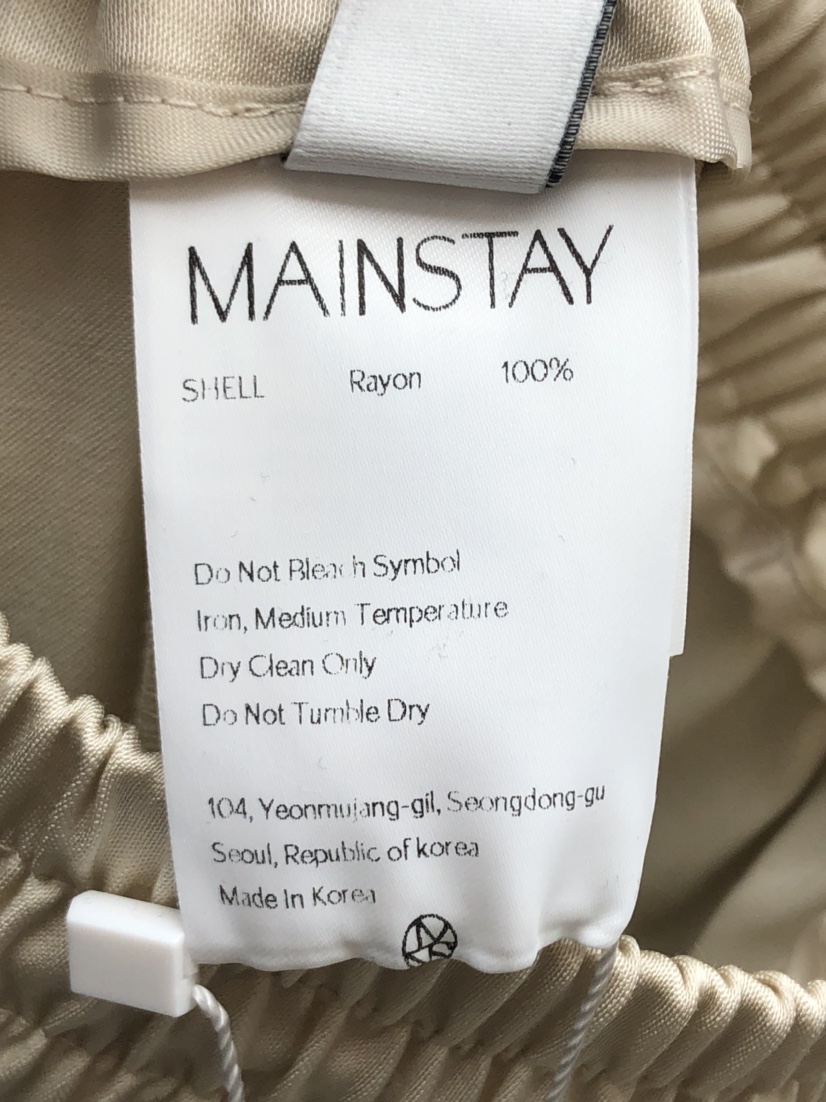 MAINSTAY
SHELL Rayon 100%
Do Not Bleach Symbol
Iron, Medium Temperature
Dry Clean Only
Do Not Tumble Dry
104, Yeonmujang-gil, Seongdong-gu
Seoul, Republic of korea
Made In Korea